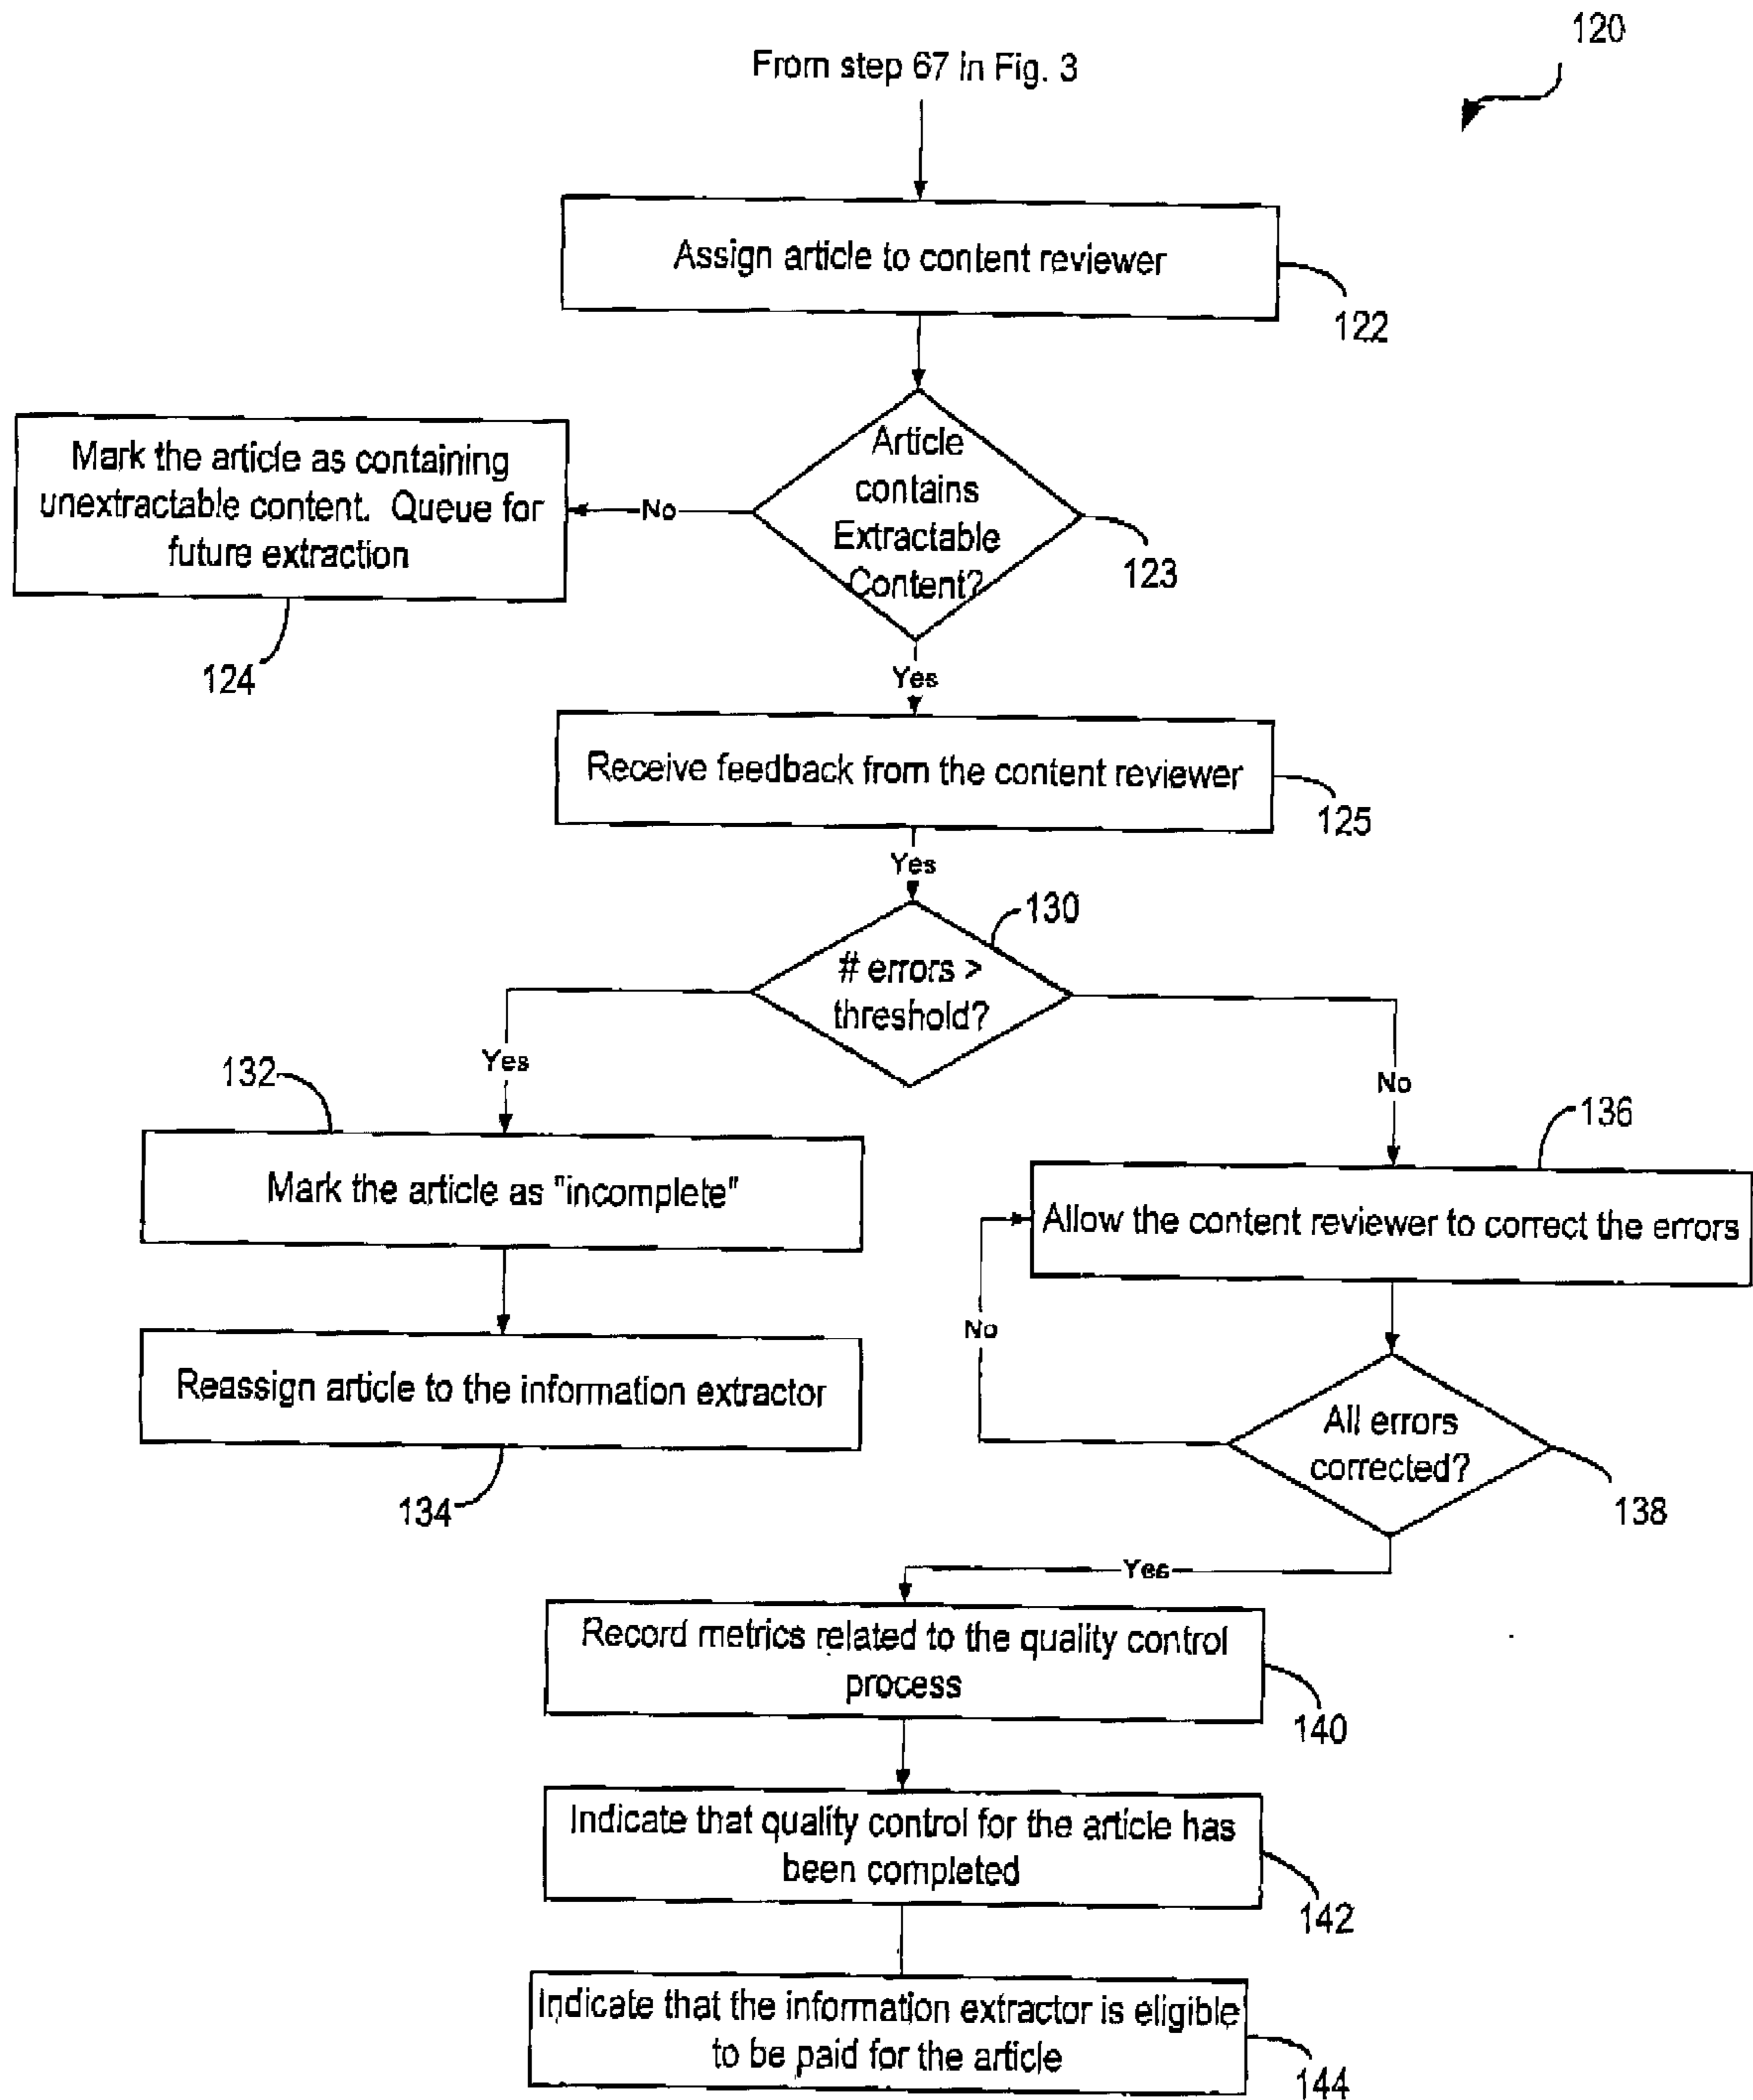 120
From step 67 in Fig. 3
Assign article to content reviewer
122
Article
contains
Extractable
Content?
123
No
Mark the article as containing
unextractable content.  Queue for
future extraction
124
Yes
Receive feedback from the content reviewer
125
Yes
130
# errors >
threshold?
Yes
No
132
Mark the article as "incomplete"
136
Allow the content reviewer to correct the errors
No
Reassign article to the information extractor
134
All errors
corrected?
138
Yes
Record metrics related to the quality control
process
140
Indicate that quality control for the article has
been completed
142
Indicate that the information extractor is eligible
to be paid for the article
144